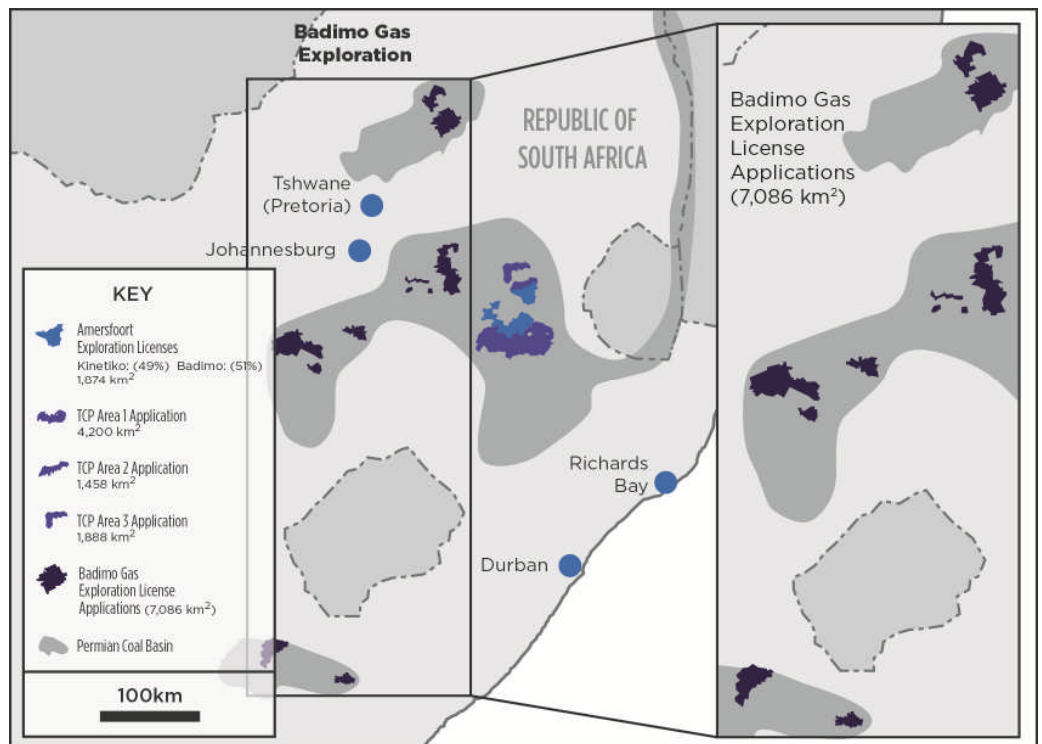 Badimo Gas
Exploration
REPUBLIC OF
SOUTH AFRICA
Tshwane
(Pretoria)
Johannesburg
Richards
Bay
Durban
KEY
Amersfoort
Exploration Licenses
Kinetiko: (49%) Badimo: (51%)
1,874 km²
TCP Area 1 Application
4,200 km²
TCP Area 2 Application
1,458 km²
TCP Area 3 Application
1,888 km²
Badimo Gas
Exploration License
Applications (7,086 km²)
Permian Coal Basin
100km
Badimo Gas
Exploration
License
Applications
(7,086 km²)